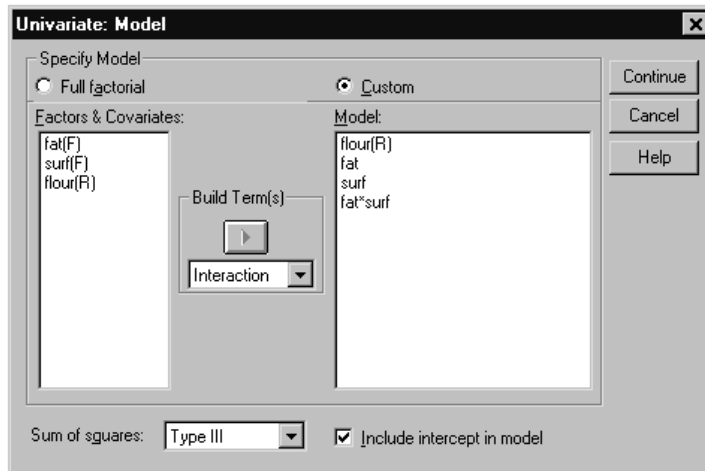 Univariate: Model
Specify Model
Full factorial
Custom
Continue
Cancel
Help
Factors & Covariates:
fat(F)
surf(F)
flour(R)
Build Term(s)
Interaction
Model:
flour(R)
fat
surf
fat*surf
Sum of squares:
Type III
Include intercept in model